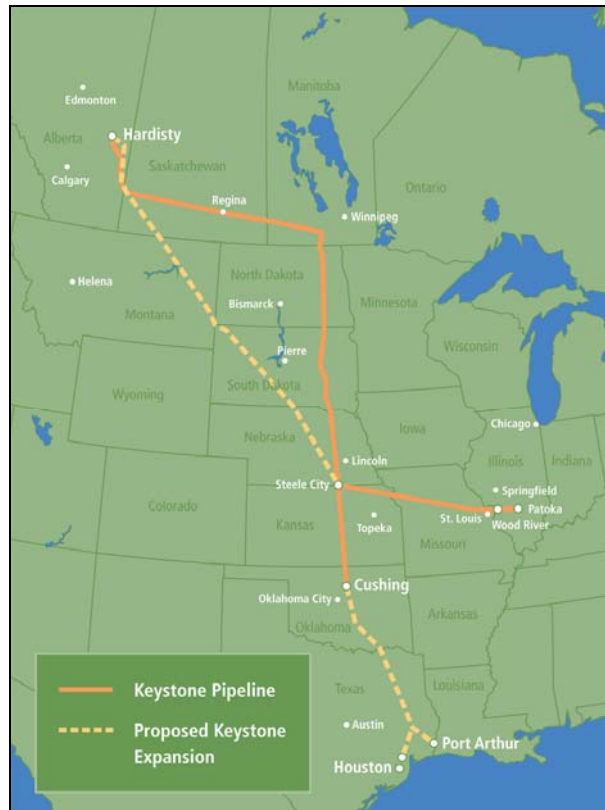 Edmonton
Manitoba
Alberta
Hardisty
Saskatchewan
Calgary
Ontario
Regina
Winnipeg
Helena
North Dakota
Minnesota
Montana
Bismarck
Wisconsin
Pierre
South Dakota
Wyoming
Nebraska
Iowa
Chicago
Lincoln
Illinois
Indiana
Steele City
Springfield
Colorado
Kansas
Topeka
St. Louis
Patoka
Wood River
Missouri
Cushing
Oklahoma City
Oklahoma
Arkansas
Keystone Pipeline
Texas
Louisiana
Austin
Proposed Keystone
Expansion
Port Arthur
Houston